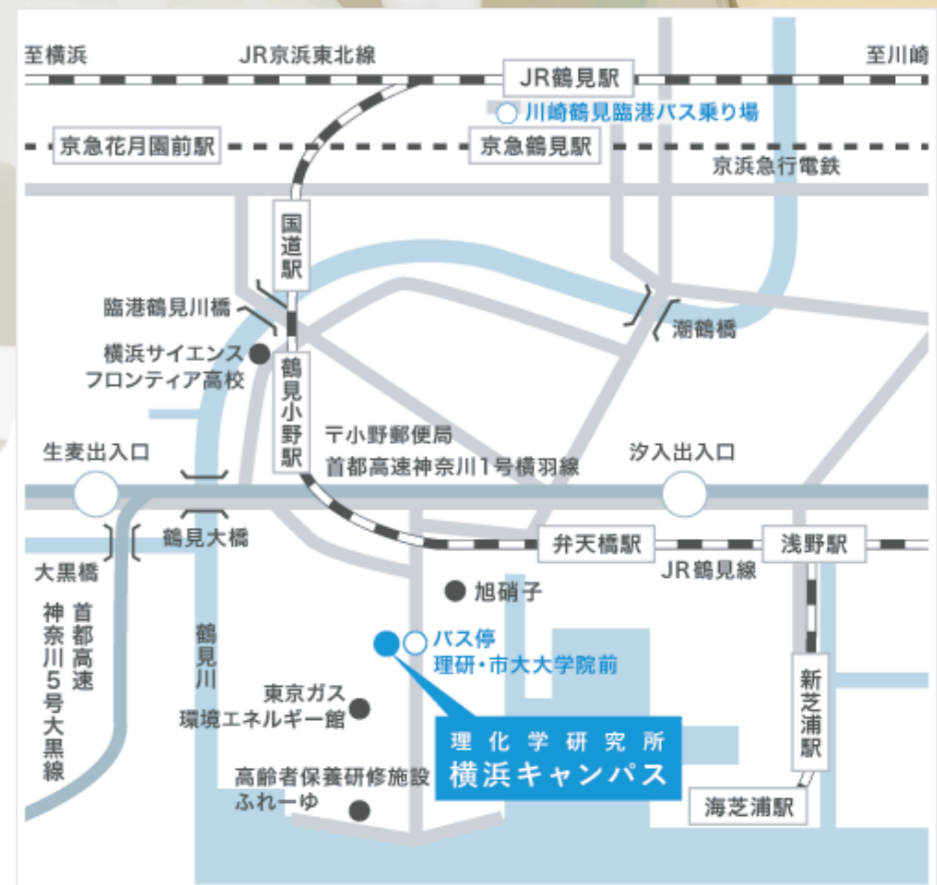 至横浜
JR京浜東北線
至川崎
JR鶴見駅
川崎鶴見臨港バス乗り場
京急花月園前駅
京急鶴見駅
京浜急行電鉄
国道駅
臨港鶴見川橋
潮鶴橋
横浜サイエンス
フロンティア高校
鶴見小野駅
〒小野郵便局
首都高速神奈川1号横羽線
生麦出入口
汐入出入口
鶴見大橋
弁天橋駅
浅野駅
大黒橋
JR鶴見線
旭硝子
首都高速
神奈川5号大黒線
鶴見川
バス停
理研・市大大学院前
新芝浦駅
東京ガス
環境エネルギー館
理化学研究所
横浜キャンパス
高齢者保養研修施設
ふれーゆ
海芝浦駅